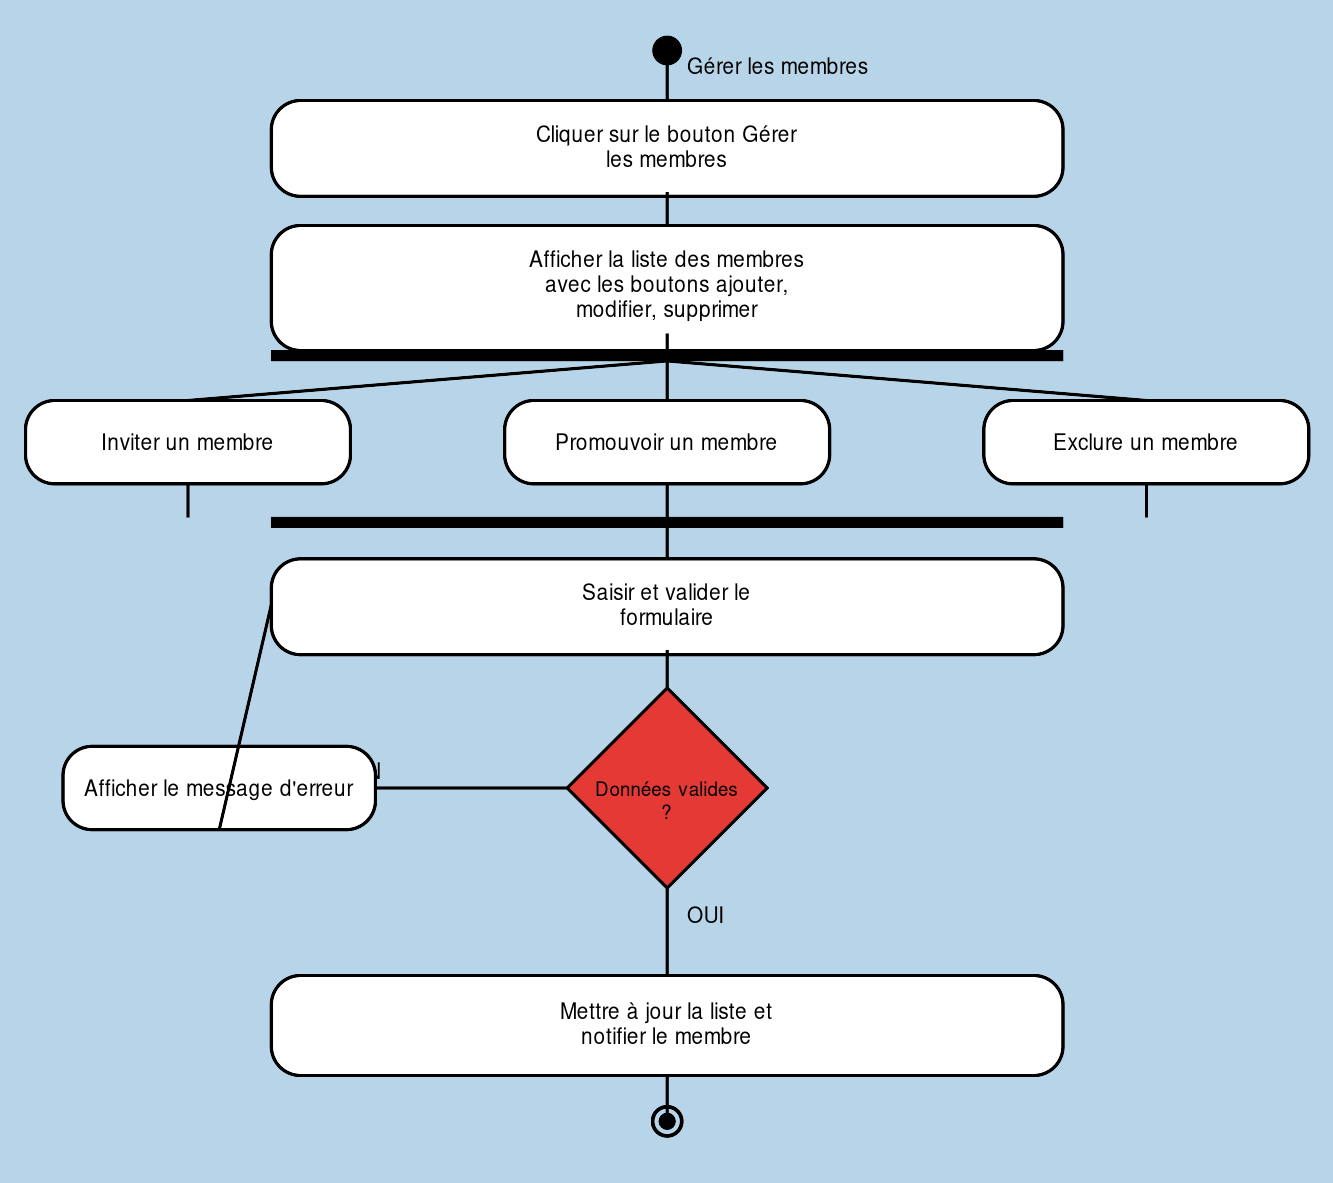 Gérer les membres
Cliquer sur le bouton Gérer
les membres
Afficher la liste des membres
avec les boutons ajouter,
modifier, supprimer
Inviter un membre
Promouvoir un membre
Exclure un membre
Saisir et valider le
formulaire
Afficher le message d'erreur
Données valides
?
OUI
Mettre à jour la liste et
notifier le membre